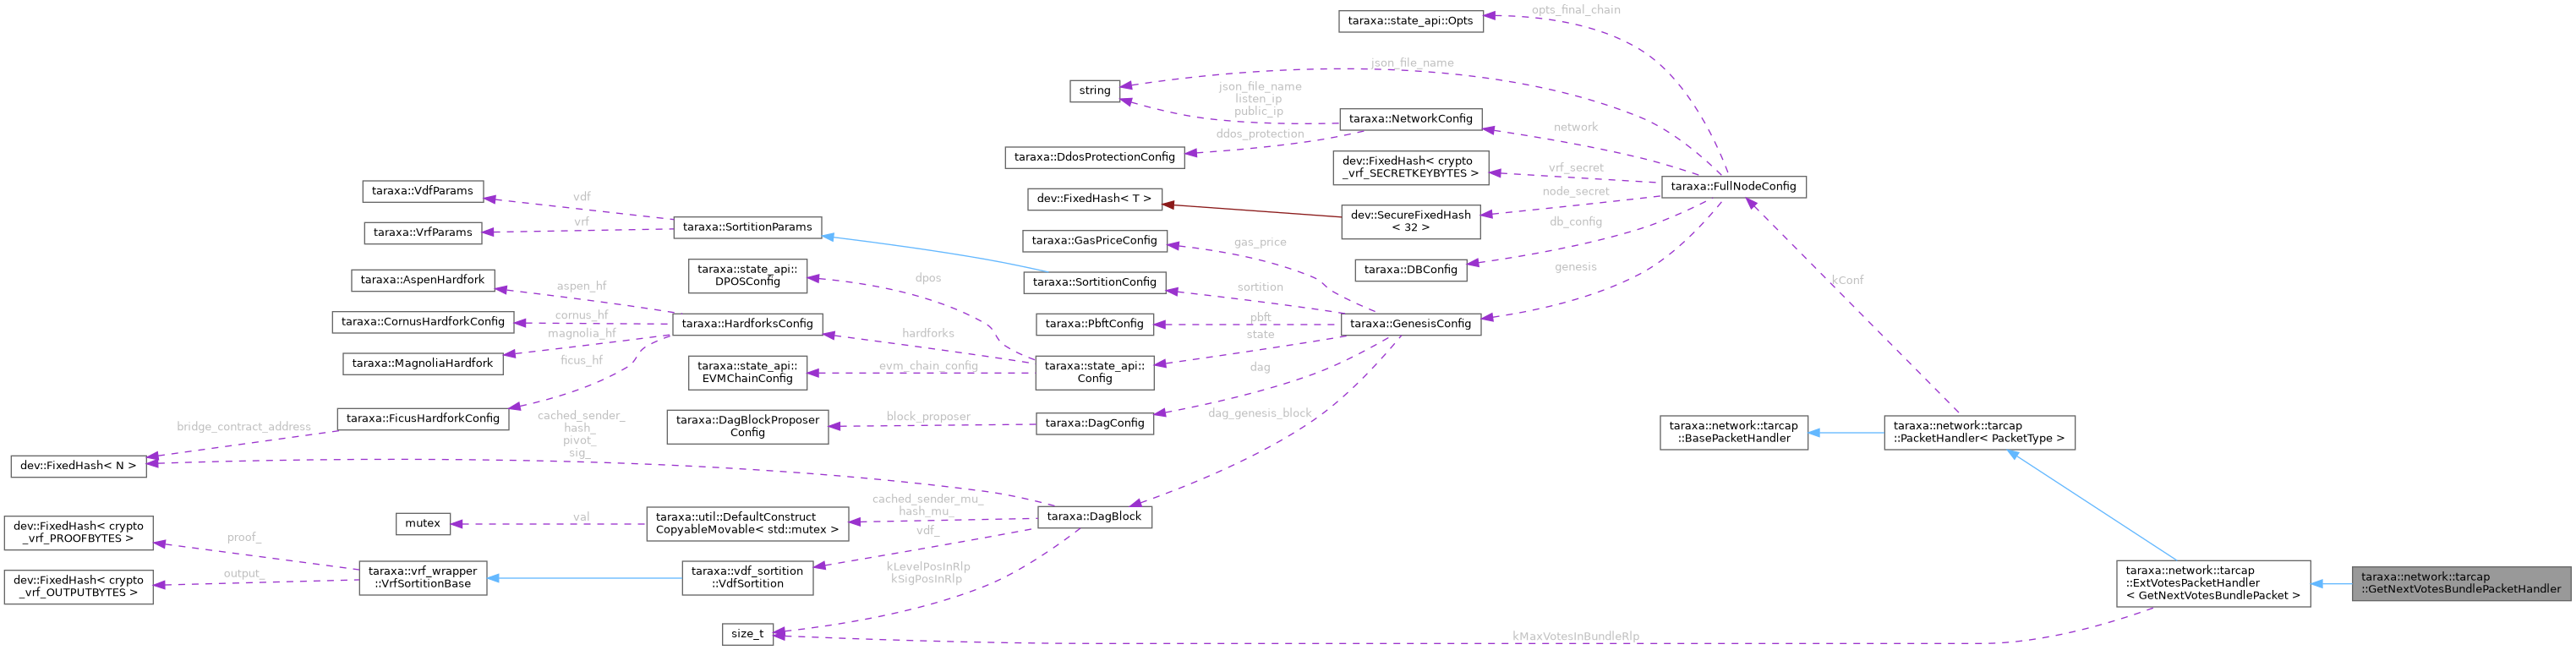 opts_final_chain
taraxa::state_api::Opts
json_file_name
string
json_file_name
listen_ip
public_ip
taraxa::NetworkConfig
network
ddos_protection
taraxa::DdosProtectionConfig
dev::FixedHash< crypto
_vrf_SECRETKEYBYTES >
vrf_secret
taraxa::FullNodeConfig
node_secret
taraxa::VdfParams
vdf
dev::FixedHash< T >
dev::SecureFixedHash
< 32 >
db_config
taraxa::VrfParams
vrf
taraxa::SortitionParams
taraxa::GasPriceConfig
gas_price
taraxa::DBConfig
genesis
taraxa::AspenHardfork
aspen_hf
taraxa::state_api::
DPOSConfig
dpos
taraxa::SortitionConfig
sortition
kConf
taraxa::CornusHardforkConfig
cornus_hf
taraxa::HardforksConfig
hardforks
taraxa::PbftConfig
pbft
taraxa::GenesisConfig
magnolia_hf
state
taraxa::MagnoliaHardfork
ficus_hf
taraxa::state_api::
EVMChainConfig
evm_chain_config
taraxa::state_api::
Config
dag
taraxa::FicusHardforkConfig
cached_sender_
hash_
pivot_
sig_
taraxa::DagBlockProposer
Config
block_proposer
taraxa::DagConfig
dag_genesis_block
bridge_contract_address
taraxa::network::tarcap
::BasePacketHandler
taraxa::network::tarcap
::PacketHandler< PacketType >
dev::FixedHash< N >
cached_sender_mu_
hash_mu_
mutex
val
taraxa::util::DefaultConstruct
CopyableMovable< std::mutex >
taraxa::DagBlock
vdf_
dev::FixedHash< crypto
_vrf_PROOFBYTES >
proof_
output_
dev::FixedHash< crypto
_vrf_OUTPUTBYTES >
taraxa::vrf_wrapper
::VrfSortitionBase
taraxa::vdf_sortition
::VdfSortition
kLevelPosInRlp
kSigPosInRlp
taraxa::network::tarcap
::ExtVotesPacketHandler
< GetNextVotesBundlePacket >
taraxa::network::tarcap
::GetNextVotesBundlePacketHandler
size_t
kMaxVotesInBundleRlp